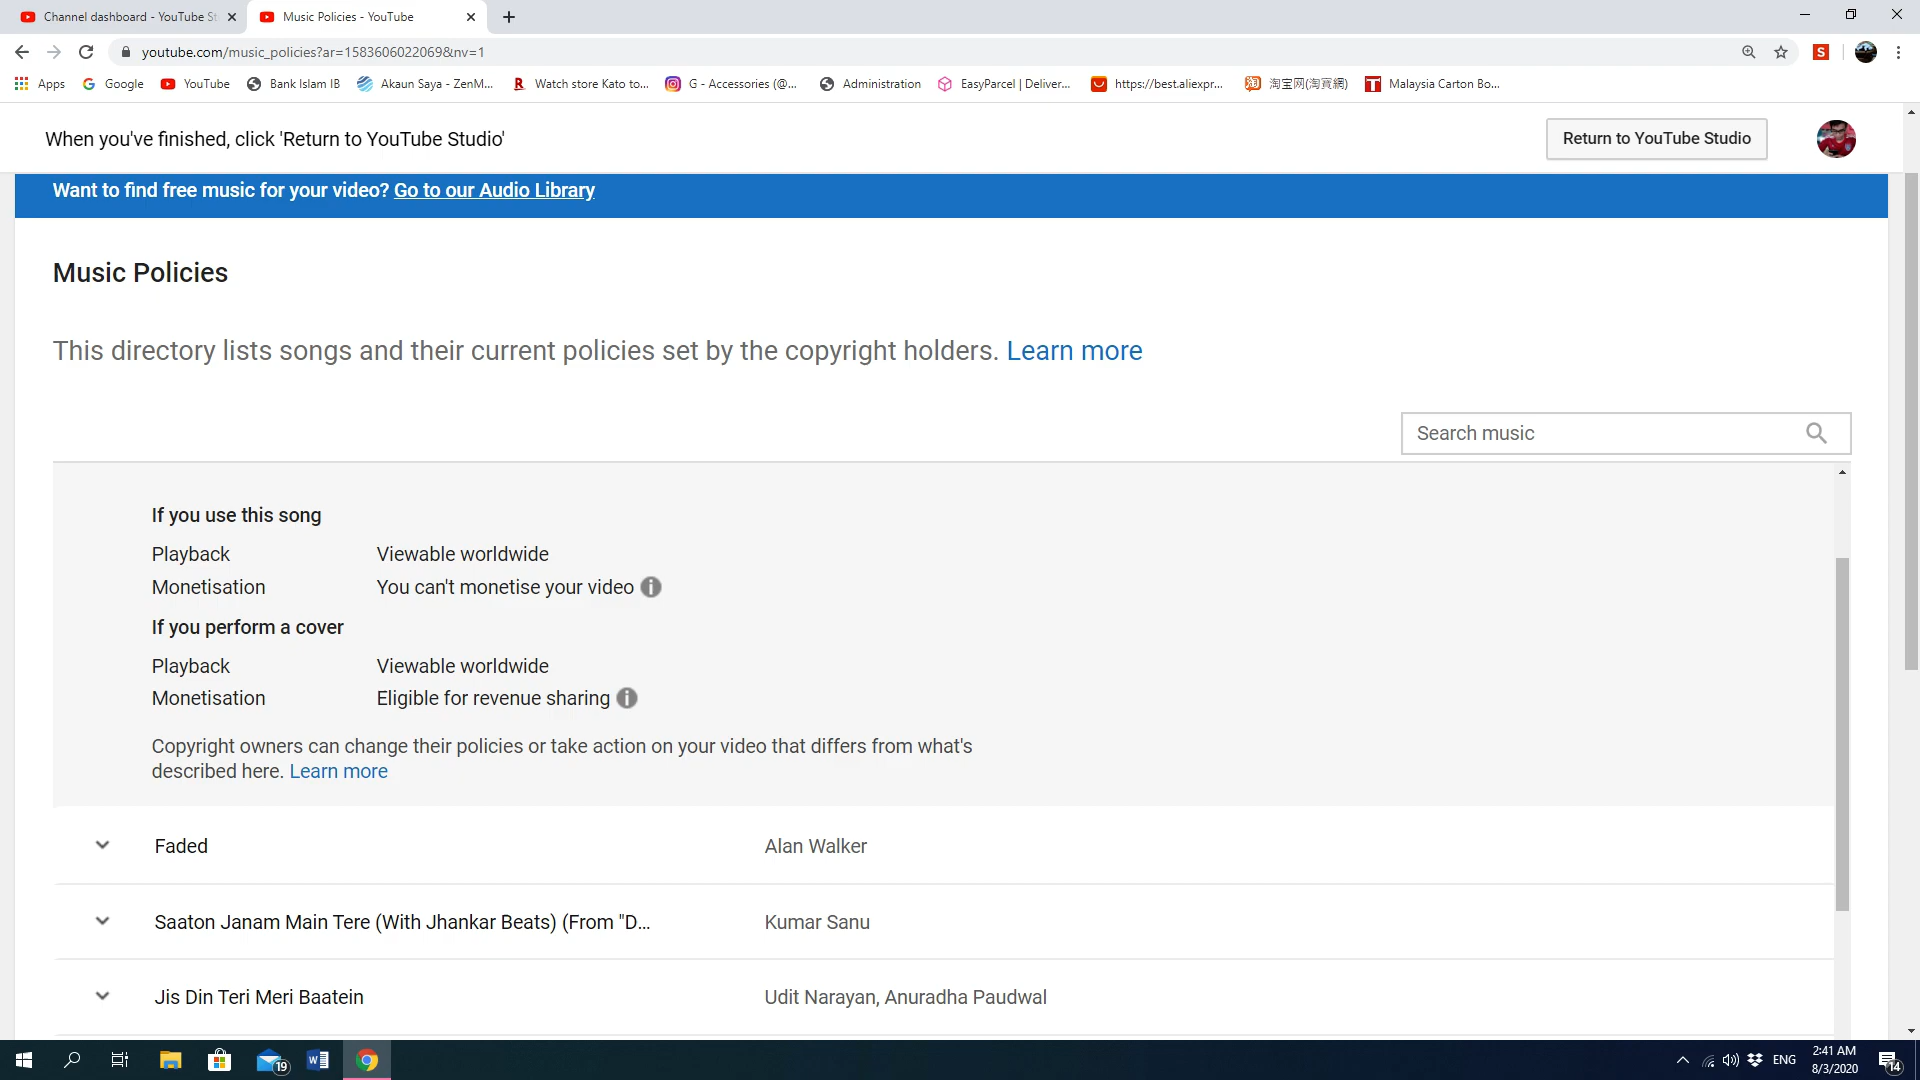 Channel dashboard - YouTube St
Music Policies - YouTube
youtube.com/music_policies?ar=1583606022069&nv=1
Apps
Google
YouTube
Bank Islam IB
Akaun Saya - ZenM...
Watch store Kato to...
G - Accessories (@...
Administration
EasyParcel | Deliver...
https://best.aliexpr...
淘宝网(淘寶網)
Malaysia Carton Bo...
When you've finished, click 'Return to YouTube Studio'
Return to YouTube Studio
Want to find free music for your video? Go to our Audio Library
Music Policies
This directory lists songs and their current policies set by the copyright holders. Learn more
Search music
If you use this song
Playback Viewable worldwide
Monetisation You can't monetise your video
If you perform a cover
Playback Viewable worldwide
Monetisation Eligible for revenue sharing
Copyright owners can change their policies or take action on your video that differs from what's
described here. Learn more
Faded Alan Walker
Saaton Janam Main Tere (With Jhankar Beats) (From "D... Kumar Sanu
Jis Din Teri Meri Baatein Udit Narayan, Anuradha Paudwal
19
ENG
2:41 AM
8/3/2020
14